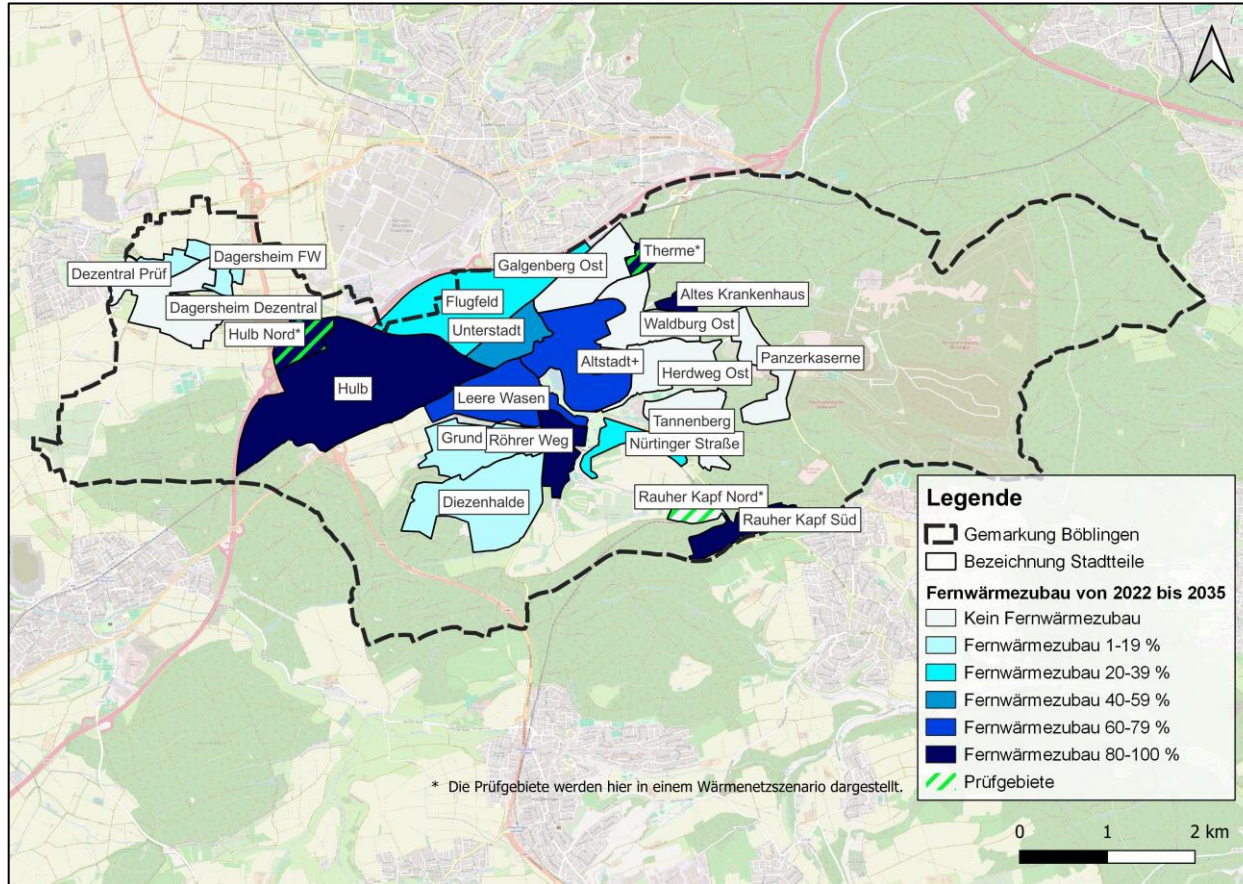 Therme*
Dagersheim FW
Galgenberg Ost
Dezentral Prüf
Altes Krankenhaus
Flugfeld
Dagersheim Dezentral
Waldburg Ost
Unterstadt
Hulb Nord*
Panzerkaserne
Altstadt+
Herdweg Ost
Hulb
Leere Wasen
Tannenberg
Grund
Röhrer Weg
Nürtinger Straße
Diezenhalde
Rauher Kapf Nord*
Rauher Kapf Süd
Legende
Gemarkung Böblingen
Bezeichnung Stadtteile
Fernwärmezubau von 2022 bis 2035
Kein Fernwärmezubau
Fernwärmezubau 1-19 %
Fernwärmezubau 20-39 %
Fernwärmezubau 40-59 %
Fernwärmezubau 60-79 %
Fernwärmezubau 80-100 %
Prüfgebiete
* Die Prüfgebiete werden hier in einem Wärmenetzszenario dargestellt.
0 1 2 km